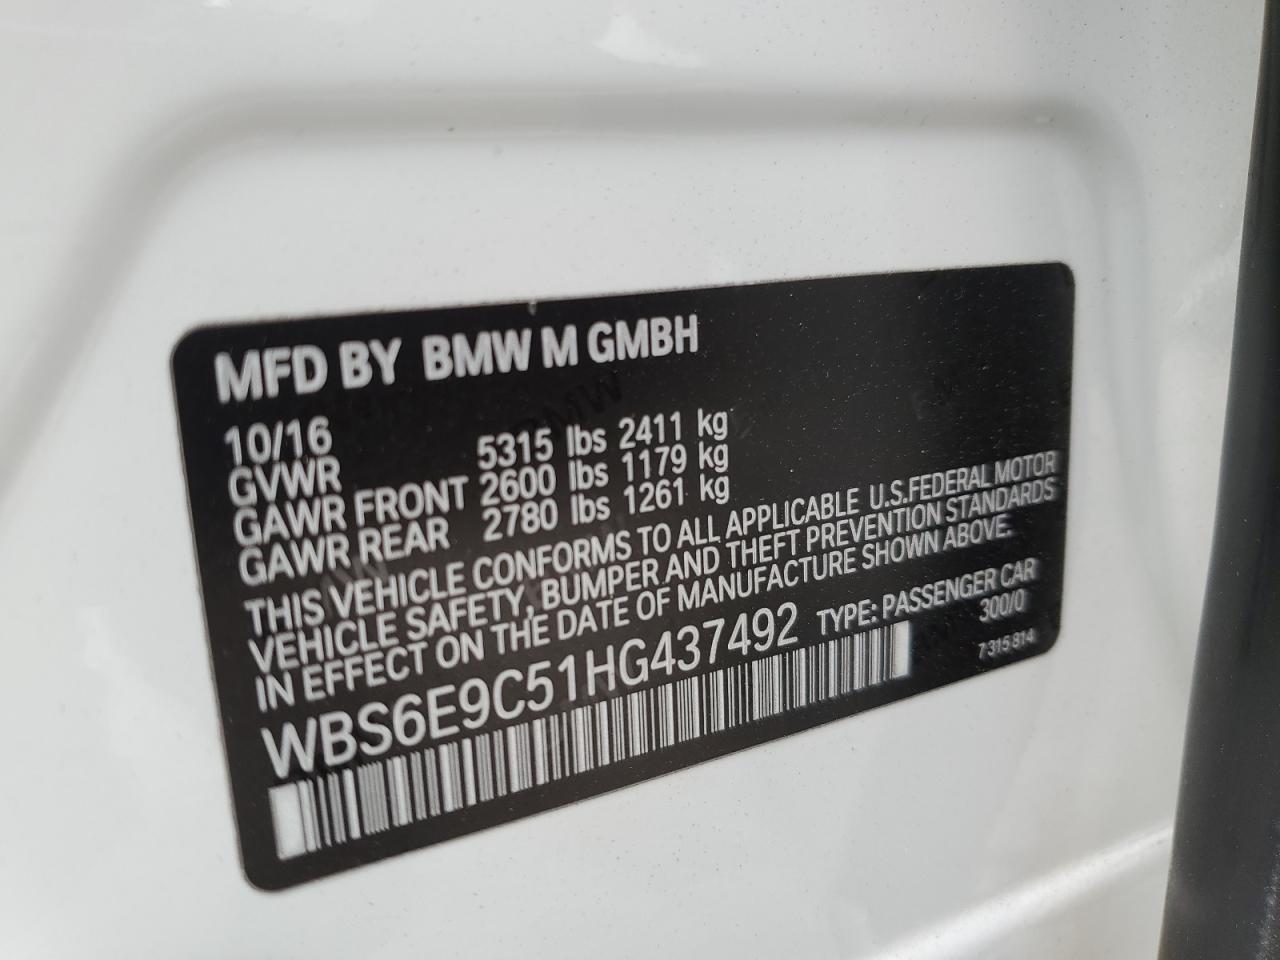 MFD BY BMW M GMBH
10/16
GVWR 5315 lbs 2411 kg
GAWR FRONT 2600 lbs 1179 kg
GAWR REAR 2780 lbs 1261 kg
THIS VEHICLE CONFORMS TO ALL APPLICABLE U.S.FEDERAL MOTOR
VEHICLE SAFETY, BUMPER AND THEFT PREVENTION STANDARDS
IN EFFECT ON THE DATE OF MANUFACTURE SHOWN ABOVE.
WBS6E9C51HG437492 TYPE: PASSENGER CAR
300/0
7 315 814